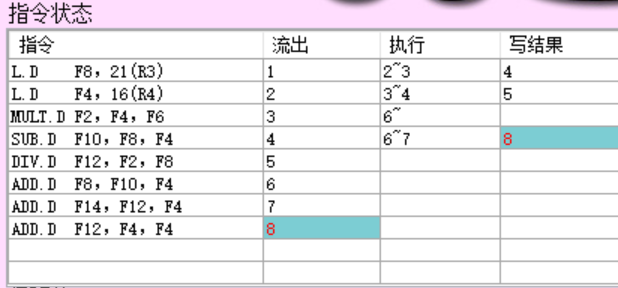 指令状态
指令 流出 执行 写结果
L.D F8, 21(R3) 1 2~3 4
L.D F4, 16(R4) 2 3~4 5
MULT.D F2, F4, F6 3 6~
SUB.D F10, F8, F4 4 6~7 8
DIV.D F12, F2, F8 5
ADD.D F8, F10, F4 6
ADD.D F14, F12, F4 7
ADD.D F12, F4, F4 8